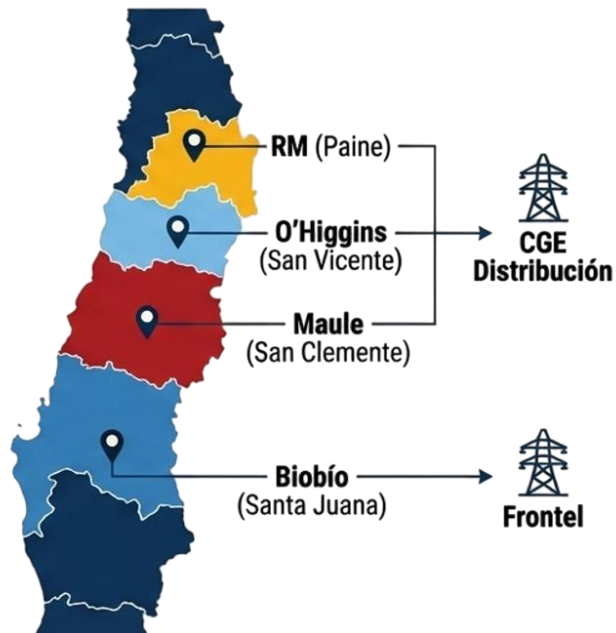 RM (Paine)
O'Higgins
(San Vicente)
CGE
Distribución
Maule
(San Clemente)
Biobío
(Santa Juana)
Frontel